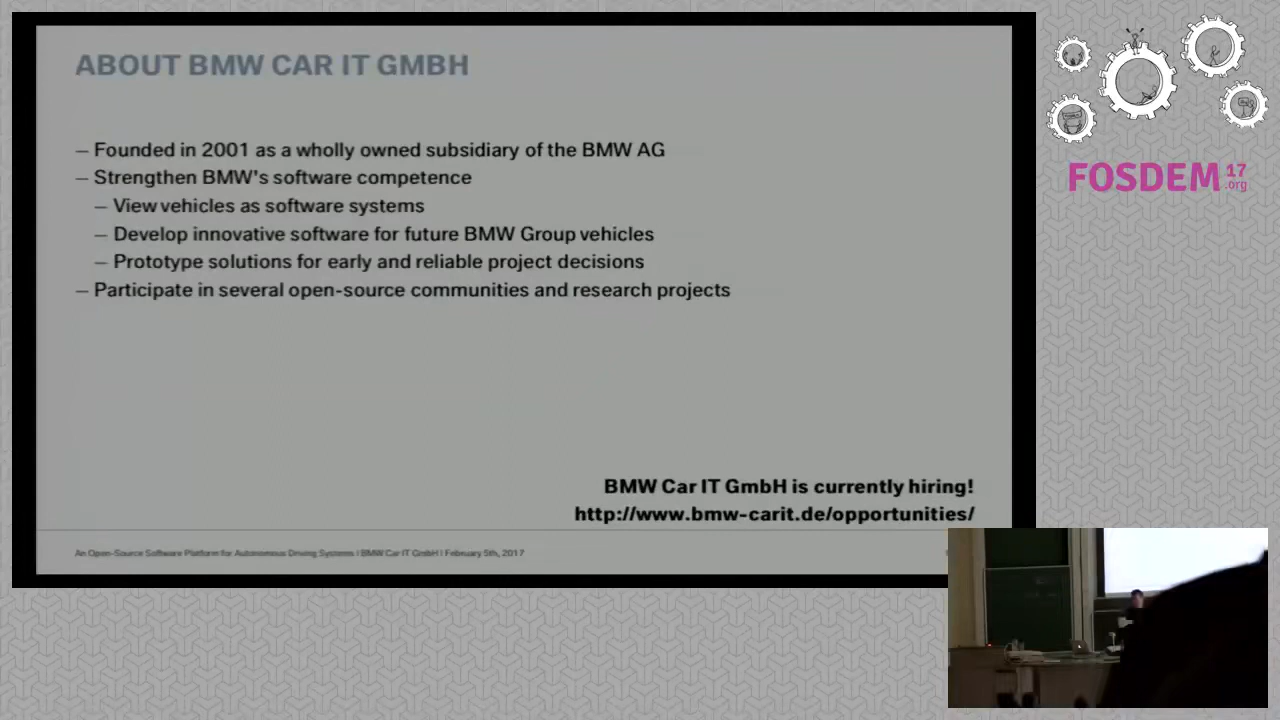 ABOUT BMW CAR IT GMBH
— Founded in 2001 as a wholly owned subsidiary of the BMW AG
— Strengthen BMW's software competence
— View vehicles as software systems
— Develop innovative software for future BMW Group vehicles
— Prototype solutions for early and reliable project decisions
— Participate in several open-source communities and research projects
BMW Car IT GmbH is currently hiring!
http://www.bmw-carit.de/opportunities/
An Open-Source Software Platform for Autonomous Driving Systems | BMW Car IT GmbH | February 5th, 2017
FOSDEM 17
.org